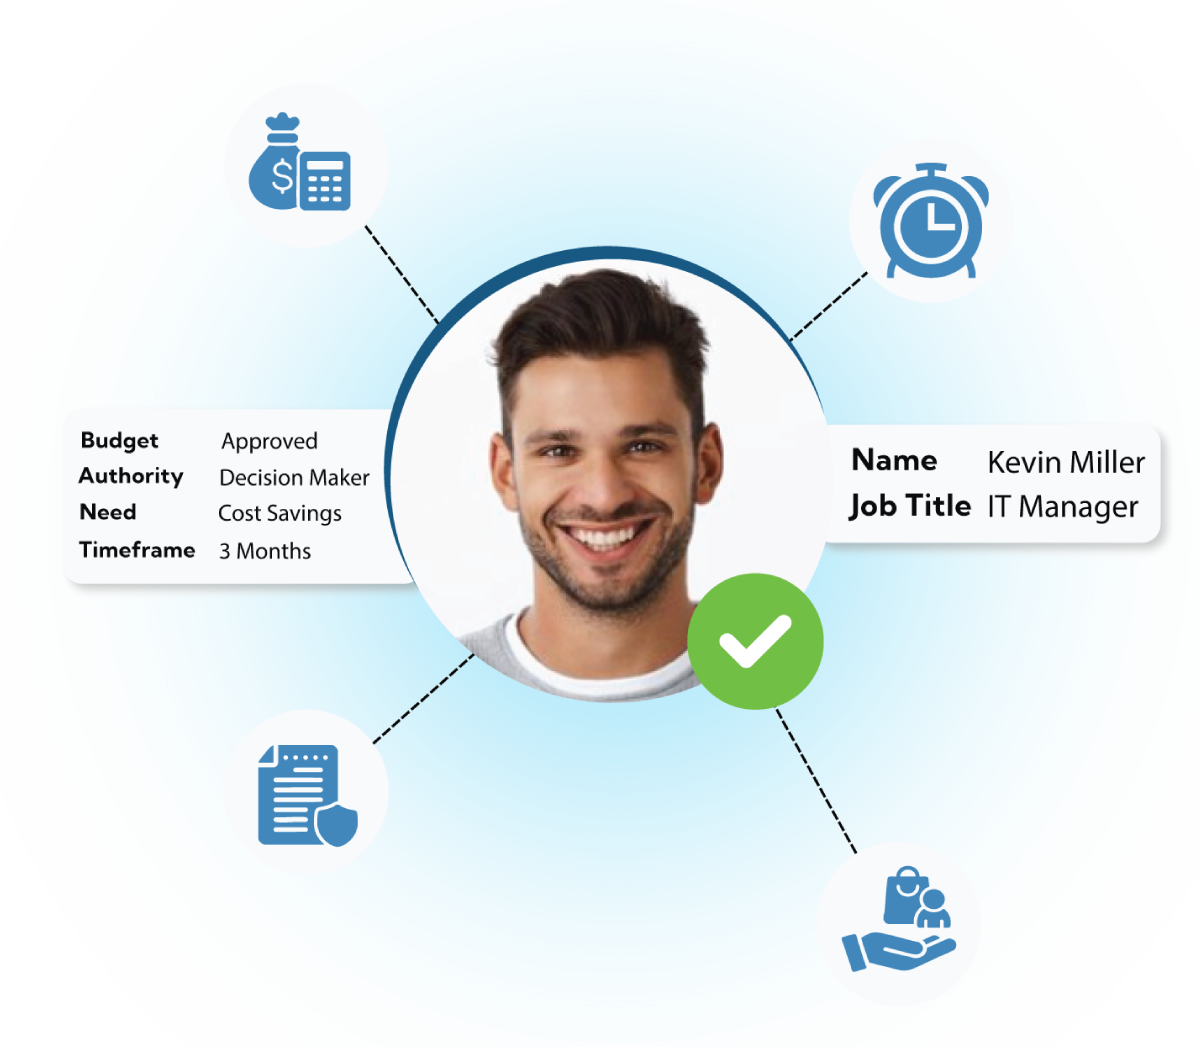 Budget Approved
Authority Decision Maker
Need Cost Savings
Timeframe 3 Months
Name Kevin Miller
Job Title IT Manager
$